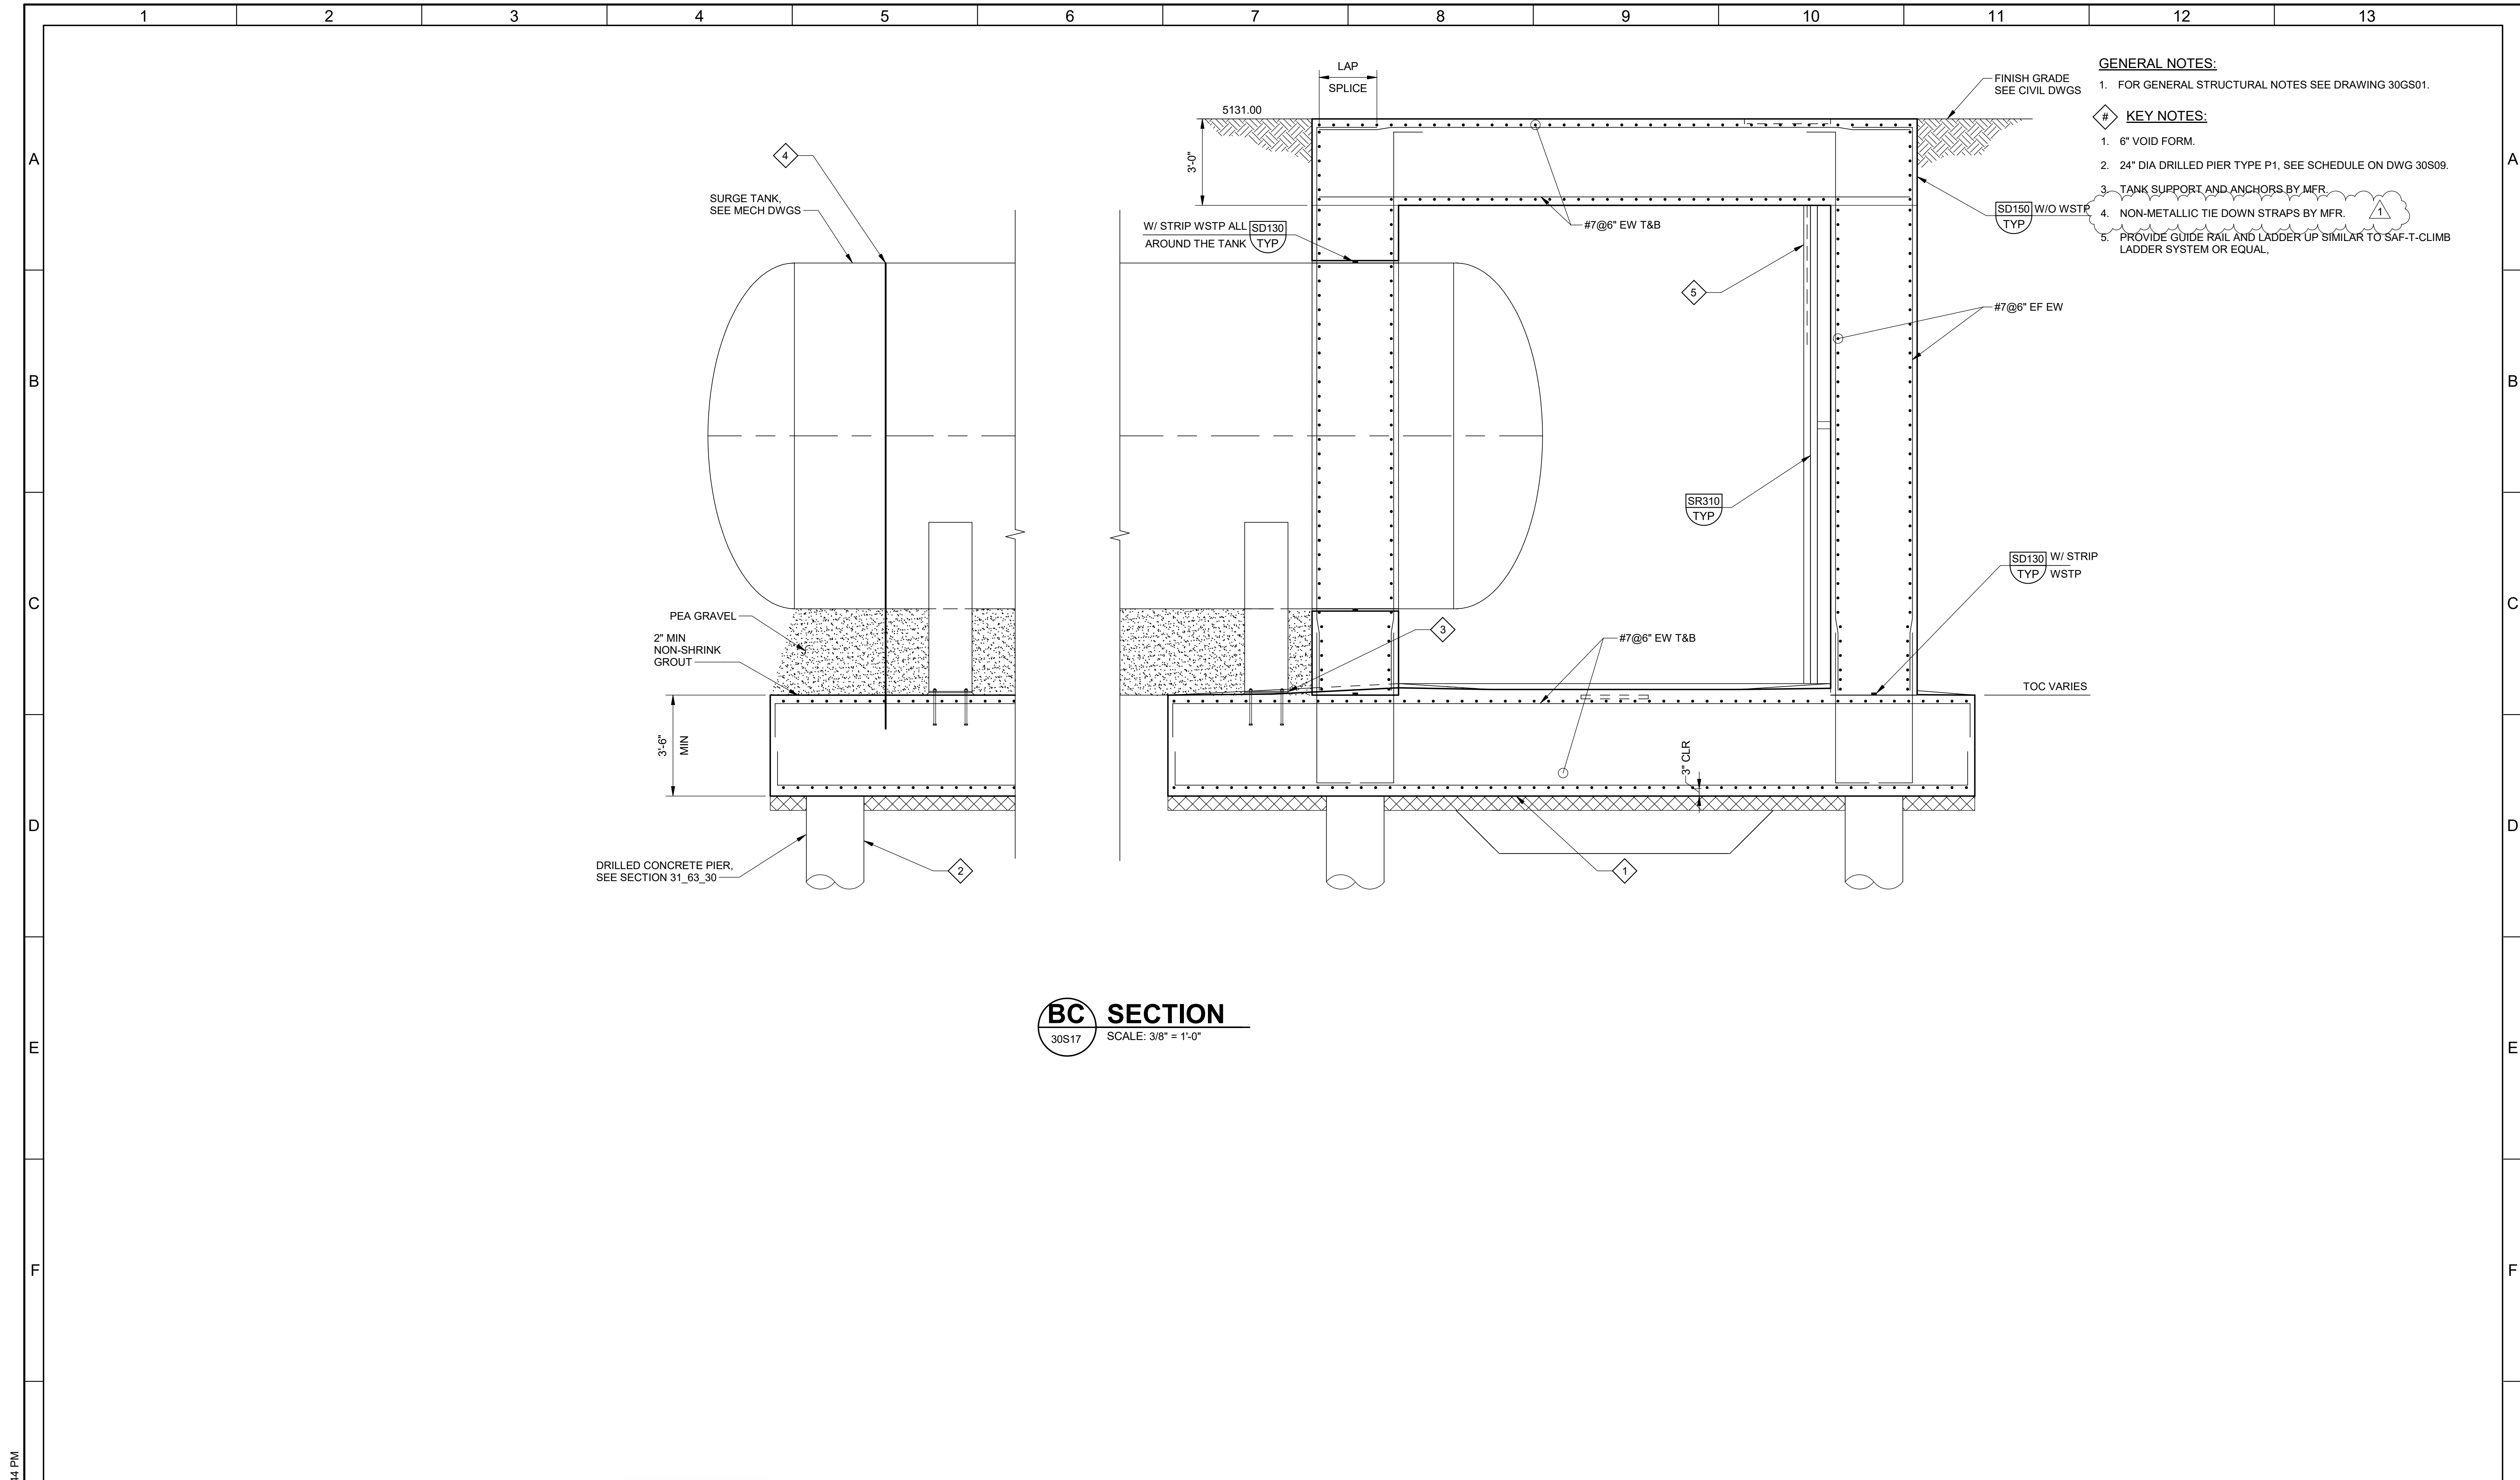 1 2 3 4 5 6 7 8 9 10 11 12 13
GENERAL NOTES:
1. FOR GENERAL STRUCTURAL NOTES SEE DRAWING 30GS01.
# KEY NOTES:
1. 6" VOID FORM.
2. 24" DIA DRILLED PIER TYPE P1, SEE SCHEDULE ON DWG 30S09.
3. TANK SUPPORT AND ANCHORS BY MFR.
4. NON-METALLIC TIE DOWN STRAPS BY MFR.
1
5. PROVIDE GUIDE RAIL AND LADDER UP SIMILAR TO SAF-T-CLIMB
LADDER SYSTEM OR EQUAL,
LAP
SPLICE
FINISH GRADE
SEE CIVIL DWGS
5131.00
3'-0"
4
SURGE TANK,
SEE MECH DWGS
W/ STRIP WSTP ALL
AROUND THE TANK
SD130
TYP
#7@6" EW T&B
SD150
TYP
W/O WSTP
5
#7@6" EF EW
SR310
TYP
SD130
TYP
W/ STRIP
WSTP
PEA GRAVEL
2" MIN
NON-SHRINK
GROUT
3
#7@6" EW T&B
TOC VARIES
3'-6"
MIN
3" CLR
DRILLED CONCRETE PIER,
SEE SECTION 31_63_30
2
1
BC
30S17
SECTION
SCALE: 3/8" = 1'-0"
A
B
C
D
E
F
A
B
C
D
E
F
44 PM